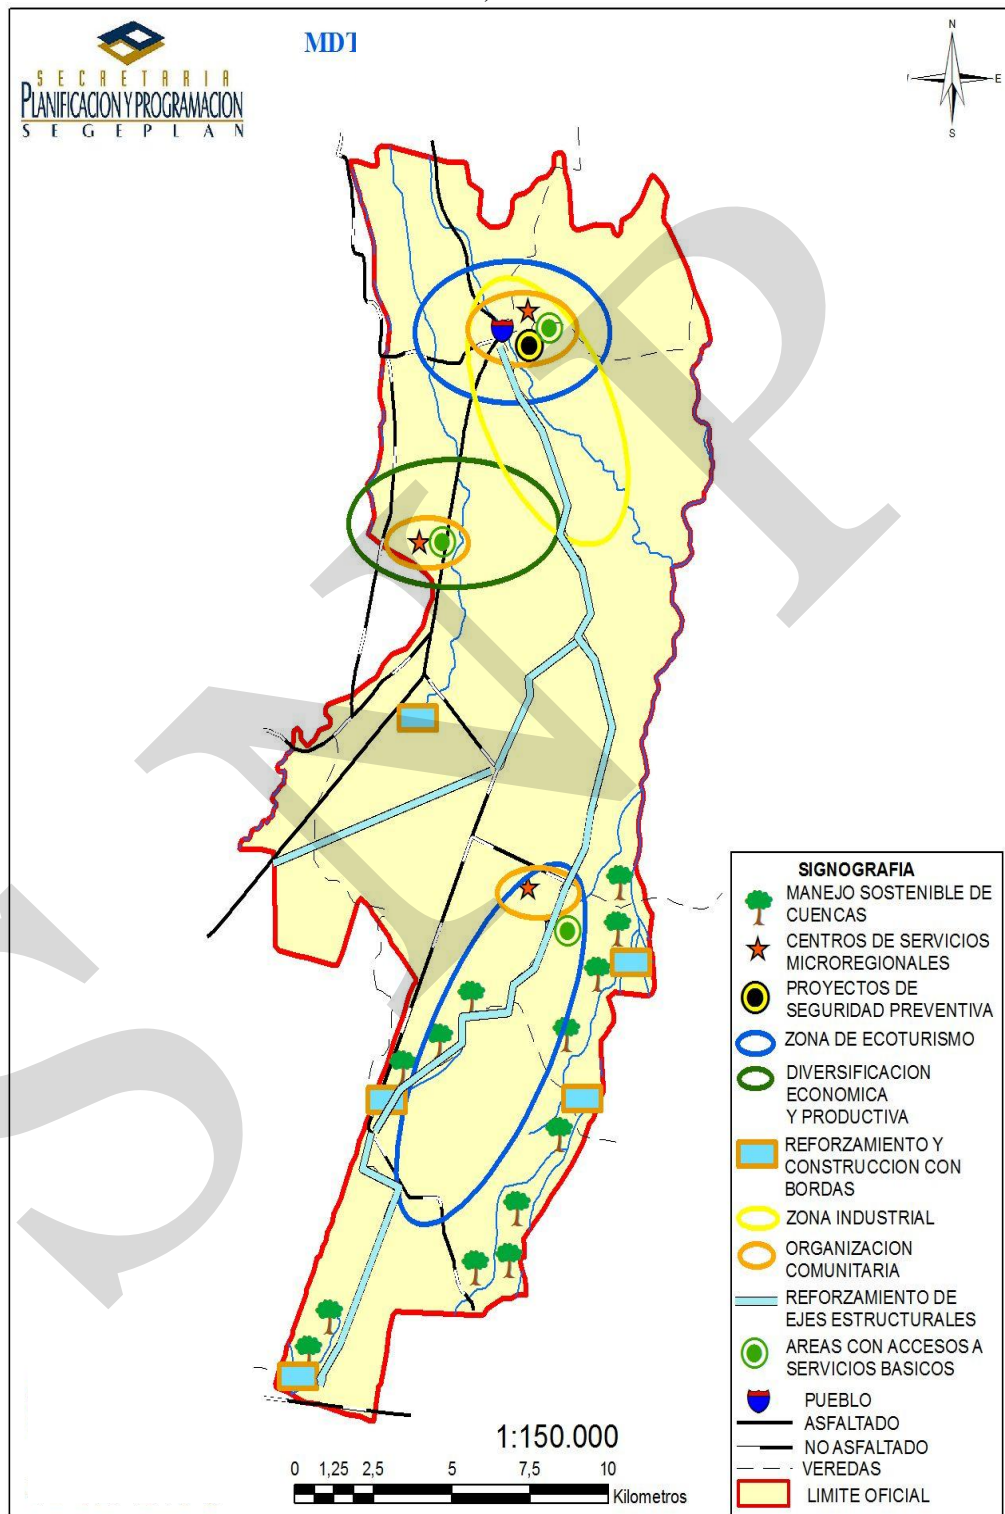 MDT
SECRETARIA
PLANIFICACION Y PROGRAMACION
SEGEPLAN
N
E
S
SNP
SIGNOGRAFIA
MANEJO SOSTENIBLE DE
CUENCAS
CENTROS DE SERVICIOS
MICROREGIONALES
PROYECTOS DE
SEGURIDAD PREVENTIVA
ZONA DE ECOTURISMO
DIVERSIFICACION
ECONOMICA
Y PRODUCTIVA
REFORZAMIENTO Y
CONSTRUCCION CON
BORDAS
ZONA INDUSTRIAL
ORGANIZACION
COMUNITARIA
REFORZAMIENTO DE
EJES ESTRUCTURALES
AREAS CON ACCESOS A
SERVICIOS BASICOS
PUEBLO
ASFALTADO
NO ASFALTADO
VEREDAS
LIMITE OFICIAL
1:150.000
0 1,25 2,5 5 7,5 10
Kilometros